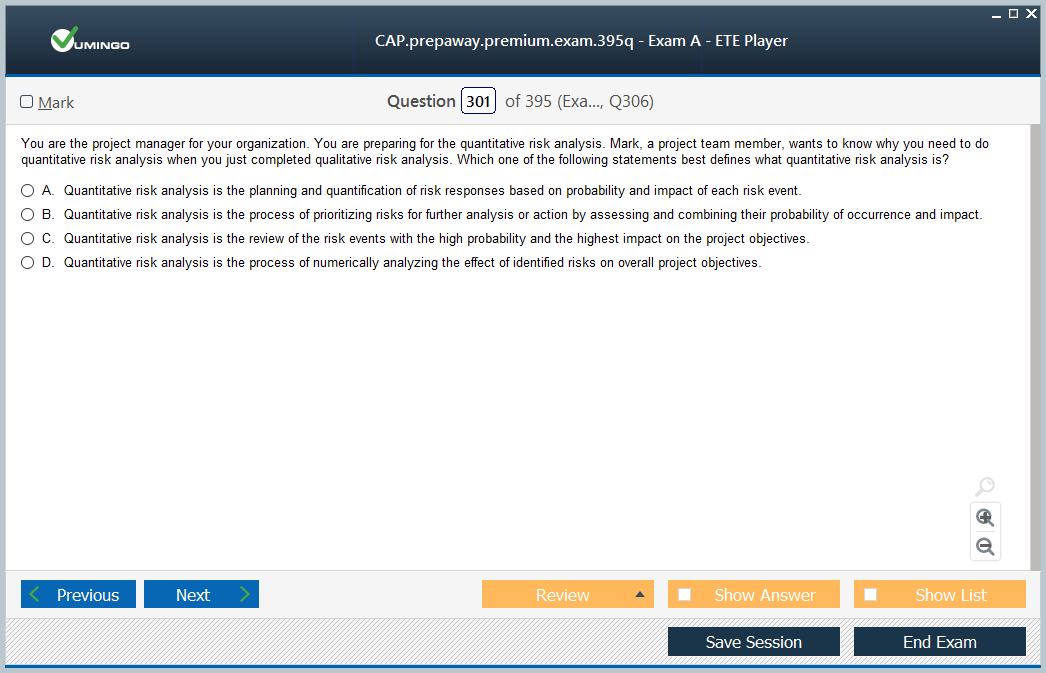 VUMINGO
CAP.prepaway.premium.exam.395q - Exam A - ETE Player
Mark
Question 301 of 395 (Exa..., Q306)
You are the project manager for your organization. You are preparing for the quantitative risk analysis. Mark, a project team member, wants to know why you need to do
quantitative risk analysis when you just completed qualitative risk analysis. Which one of the following statements best defines what quantitative risk analysis is?
A. Quantitative risk analysis is the planning and quantification of risk responses based on probability and impact of each risk event.
B. Quantitative risk analysis is the process of prioritizing risks for further analysis or action by assessing and combining their probability of occurrence and impact.
C. Quantitative risk analysis is the review of the risk events with the high probability and the highest impact on the project objectives.
D. Quantitative risk analysis is the process of numerically analyzing the effect of identified risks on overall project objectives.
Previous Next Review Show Answer Show List
Save Session End Exam